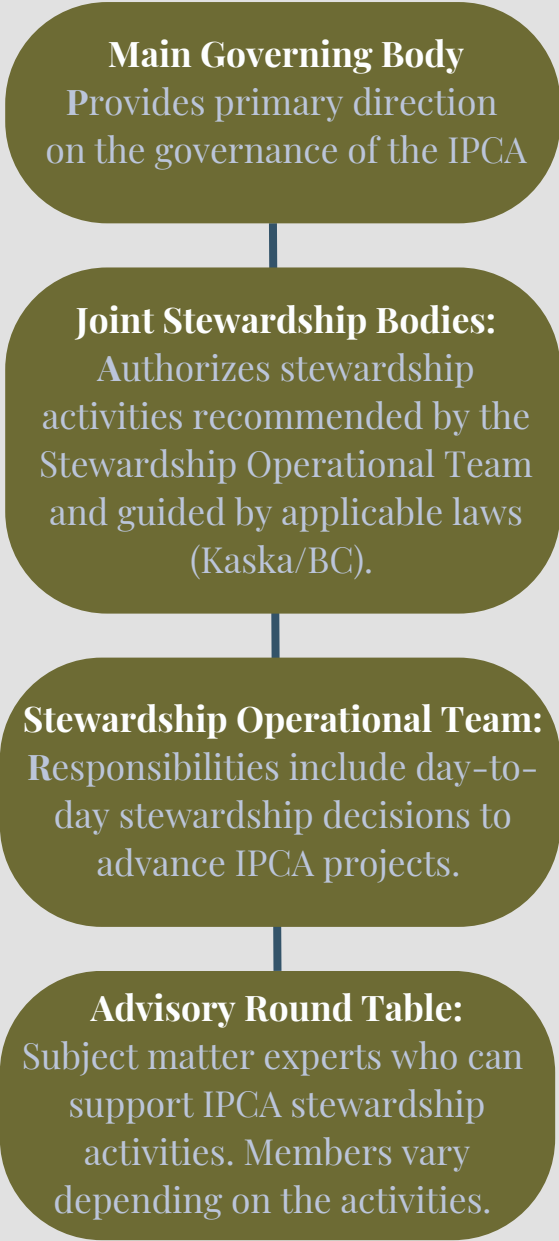 Main Governing Body
Provides primary direction
on the governance of the IPCA
Joint Stewardship Bodies:
Authorizes stewardship
activities recommended by the
Stewardship Operational Team
and guided by applicable laws
(Kaska/BC).
Stewardship Operational Team:
Responsibilities include day-to-
day stewardship decisions to
advance IPCA projects.
Advisory Round Table:
Subject matter experts who can
support IPCA stewardship
activities. Members vary
depending on the activities.